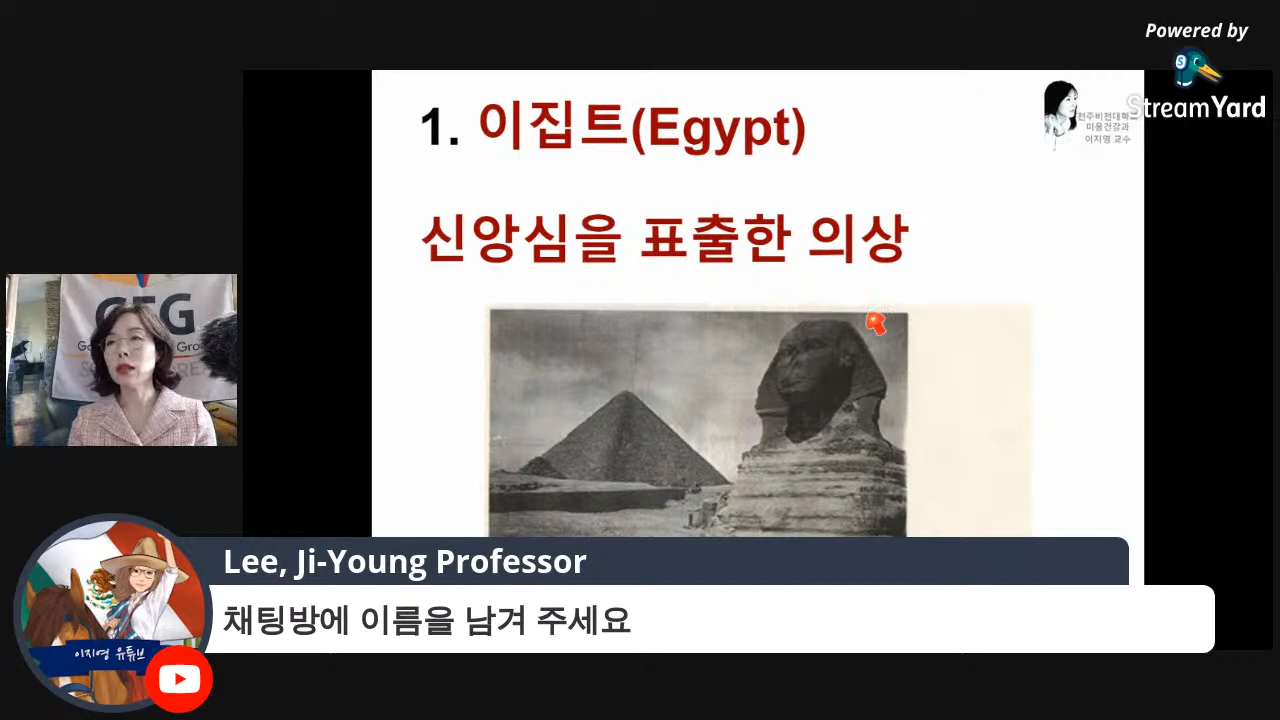 Powered by
StreamYard
1. 이집트(Egypt)
전주비전대학
미용건강과
이지영 교수
신앙심을 표출한 의상
GEG
Lee, Ji-Young Professor
채팅방에 이름을 남겨 주세요
이지영 유튜브